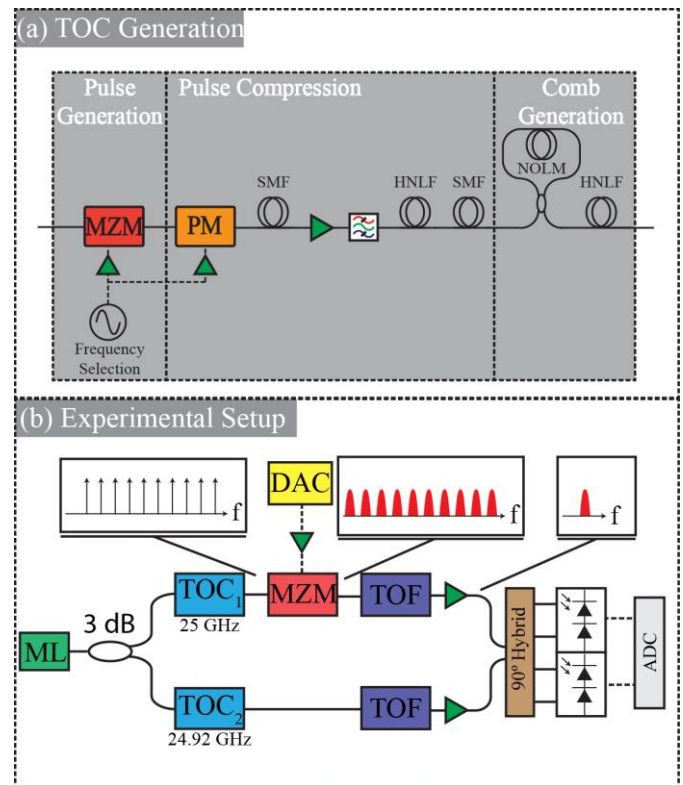 (a) TOC Generation
Pulse
Generation
Pulse Compression
Comb
Generation
NOLM
SMF
HNLF
SMF
HNLF
MZM
PM
Frequency
Selection
(b) Experimental Setup
f
DAC
f
f
3 dB
TOC₁
MZM
TOF
25 GHz
ML
90º Hybrid
ADC
TOC₂
TOF
24.92 GHz